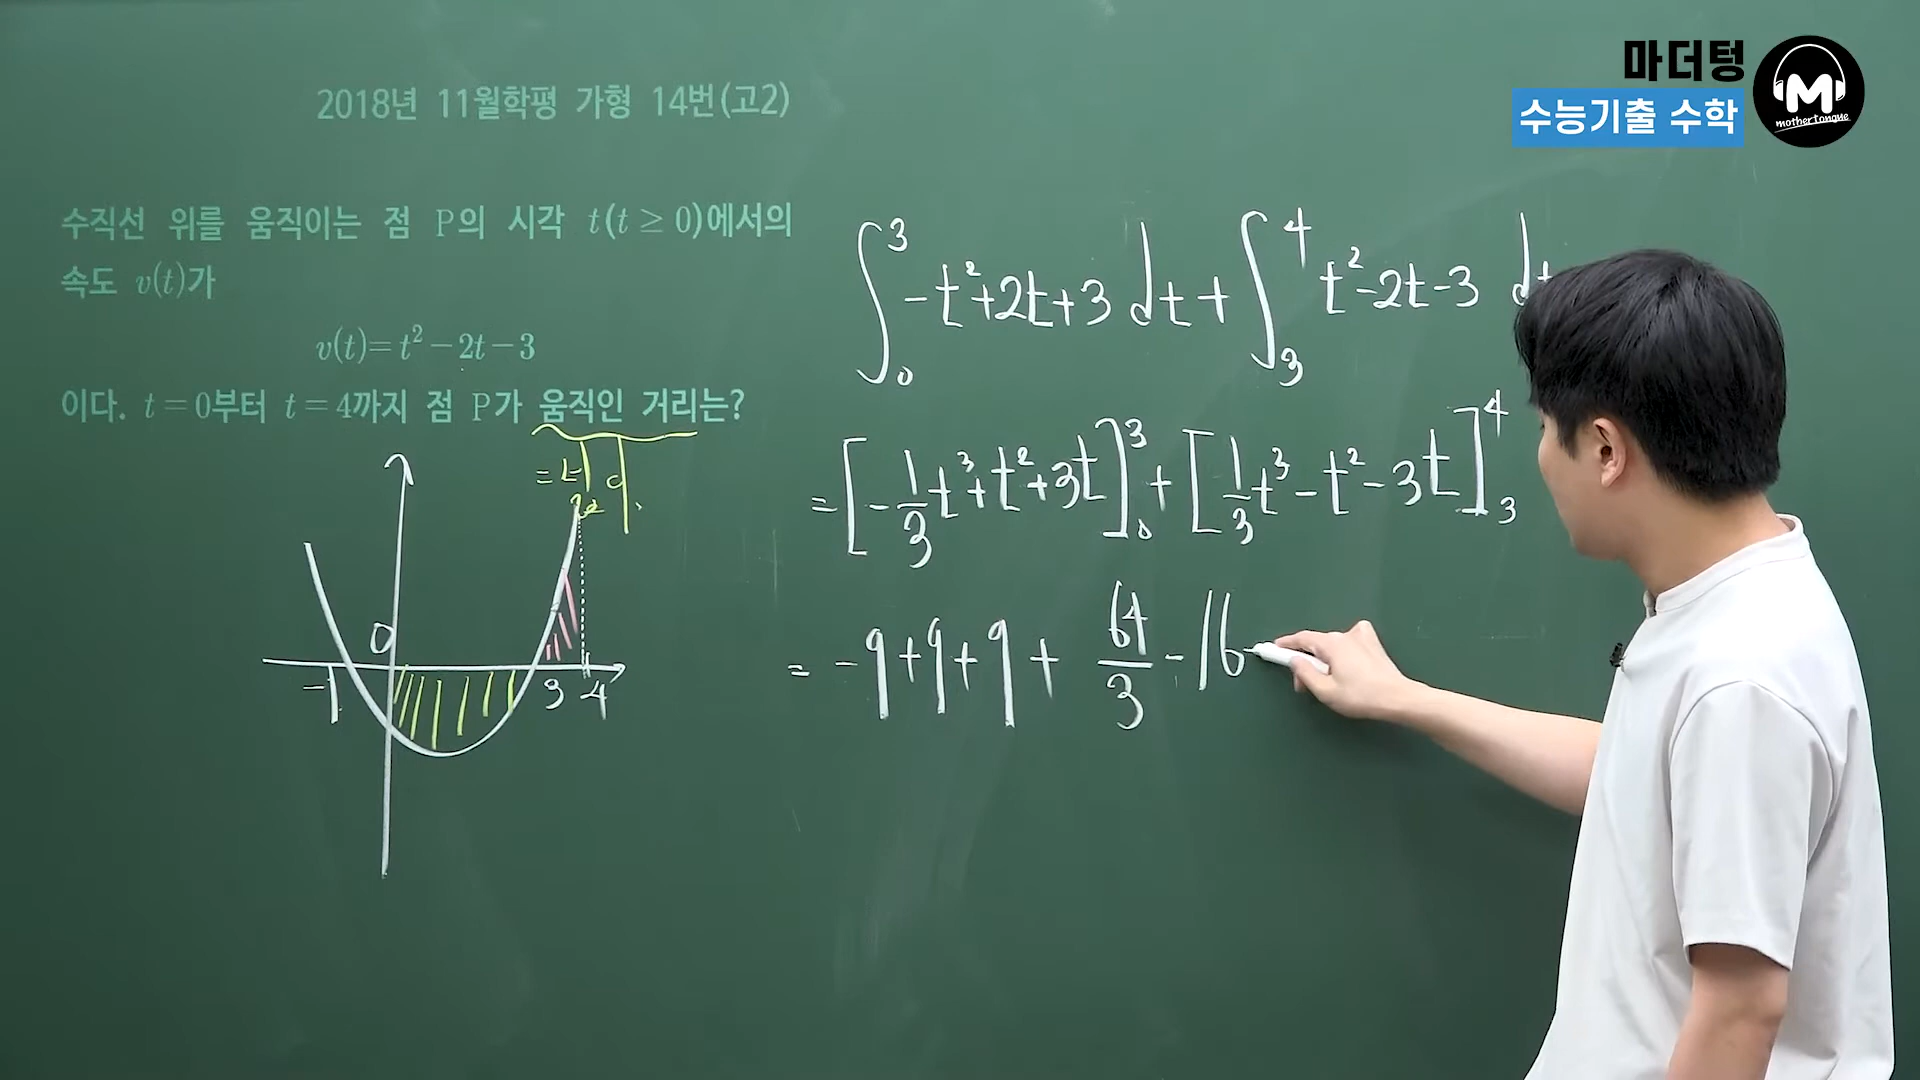 마더텅
수능기출 수학
M
mothertongue
2018년 11월학평 가형 14번(고2)
수직선 위를 움직이는 점 P의 시각 t(t ≥ 0)에서의
속도 v(t)가
v(t)=t²−2t−3
이다. t=0부터 t=4까지 점 P가 움직인 거리는?
0
-1
3 4
∫₀³ -t²+2t+3 dt + ∫₃⁴ t²-2t-3 dt
= [-1/3 t³+t²+3t]₀³ + [1/3 t³-t²-3t]₃⁴
= -9+9+9+ 64/3 -16-